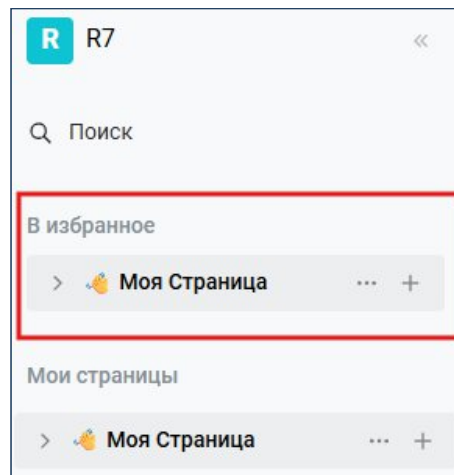 R R7
Поиск
В избранное
Моя Страница
Мои страницы
Моя Страница